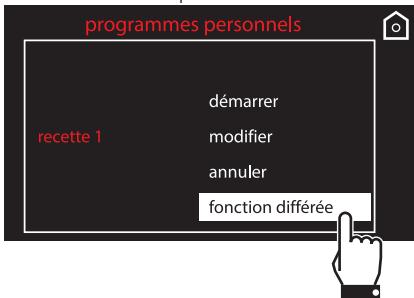 programmes personnels
démarrer
recette 1
modifier
annuler
fonction différée